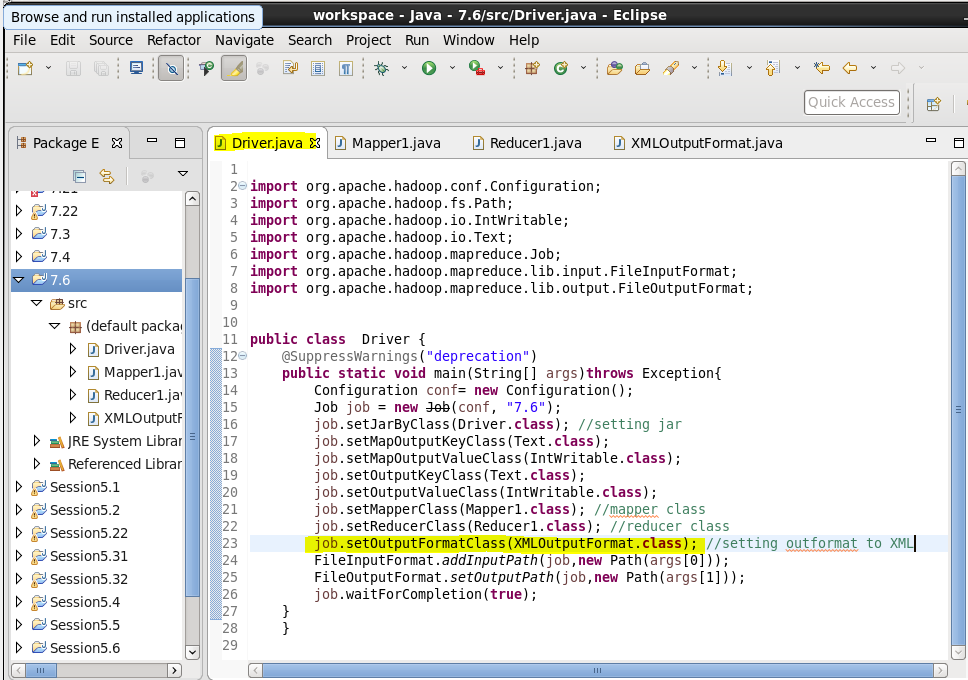 Browse and run installed applications
workspace - Java - 7.6/src/Driver.java - Eclipse
File Edit Source Refactor Navigate Search Project Run Window Help
Quick Access
Package E
7.21
7.22
7.3
7.4
7.6
src
(default packa
Driver.java
Mapper1.jav
Reducer1.ja
XMLOutputF
JRE System Librar
Referenced Librar
Session5.1
Session5.2
Session5.22
Session5.31
Session5.32
Session5.4
Session5.5
Session5.6
Driver.java Mapper1.java Reducer1.java XMLOutputFormat.java
1
2 import org.apache.hadoop.conf.Configuration;
3 import org.apache.hadoop.fs.Path;
4 import org.apache.hadoop.io.IntWritable;
5 import org.apache.hadoop.io.Text;
6 import org.apache.hadoop.mapreduce.Job;
7 import org.apache.hadoop.mapreduce.lib.input.FileInputFormat;
8 import org.apache.hadoop.mapreduce.lib.output.FileOutputFormat;
9
10
11 public class  Driver {
12 @SuppressWarnings("deprecation")
13 public static void main(String[] args)throws Exception{
14 Configuration conf= new Configuration();
15 Job job = new Job(conf, "7.6");
16 job.setJarByClass(Driver.class); //setting jar
17 job.setMapOutputKeyClass(Text.class);
18 job.setMapOutputValueClass(IntWritable.class);
19 job.setOutputKeyClass(Text.class);
20 job.setOutputValueClass(IntWritable.class);
21 job.setMapperClass(Mapper1.class); //mapper class
22 job.setReducerClass(Reducer1.class); //reducer class
23 job.setOutputFormatClass(XMLOutputFormat.class); //setting outformat to XML
24 FileInputFormat.addInputPath(job,new Path(args[0]));
25 FileOutputFormat.setOutputPath(job,new Path(args[1]));
26 job.waitForCompletion(true);
27 }
28 }
29